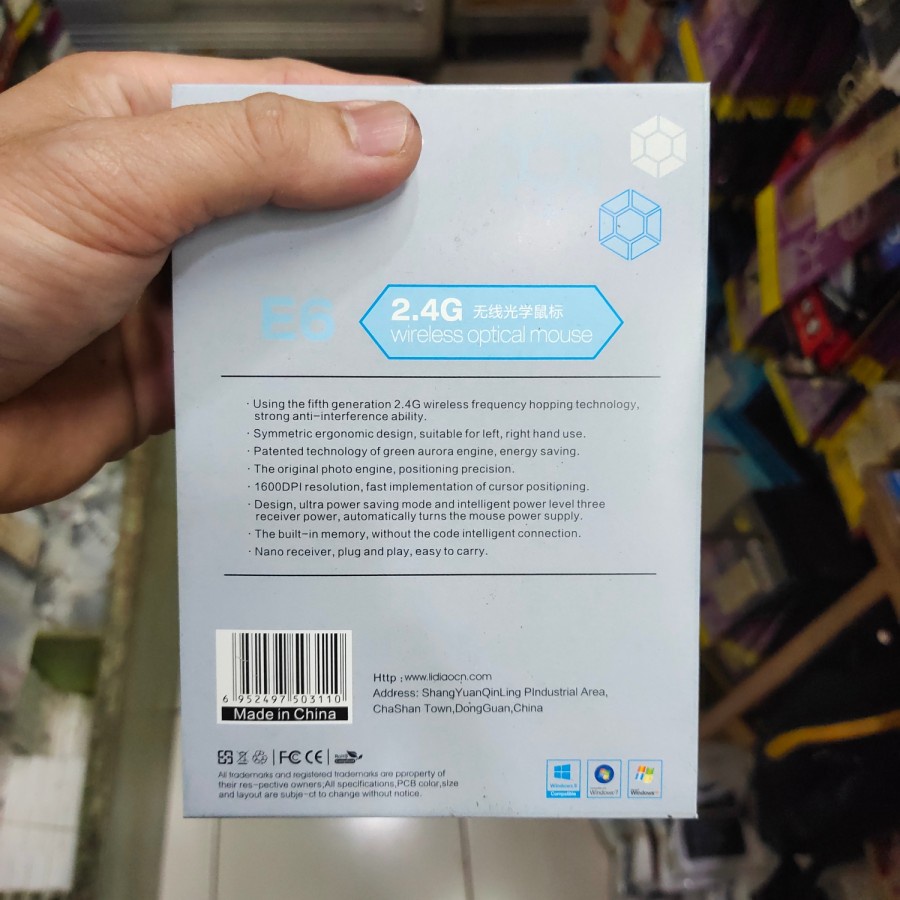 E6
2.4G 无线光学鼠标
wireless optical mouse
· Using the fifth generation 2.4G wireless frequency hopping technology,
strong anti-interference ability.
· Symmetric ergonomic design, suitable for left, right hand use.
· Patented technology of green aurora engine, energy saving.
· The original photo engine, positioning precision.
· 1600DPI resolution, fast implementation of cursor positioning.
· Design, ultra power saving mode and intelligent power level three
receiver power, automatically turns the mouse power supply.
· The built-in memory, without the code intelligent connection.
· Nano receiver, plug and play, easy to carry.
6 952497 503110
Made in China
Http : www.lidiaocn.com
Address: ShangYuanQinLing PIndustrial Area,
ChaShan Town,DongGuan,China
FC CE RoHS
All trademarks and registered trademarks are pproperty of
their res-pective owners;All specifications,PCB color,size
and layout are subje-ct to change without notice.
Windows 8
Compatible
Windows 7
Windows